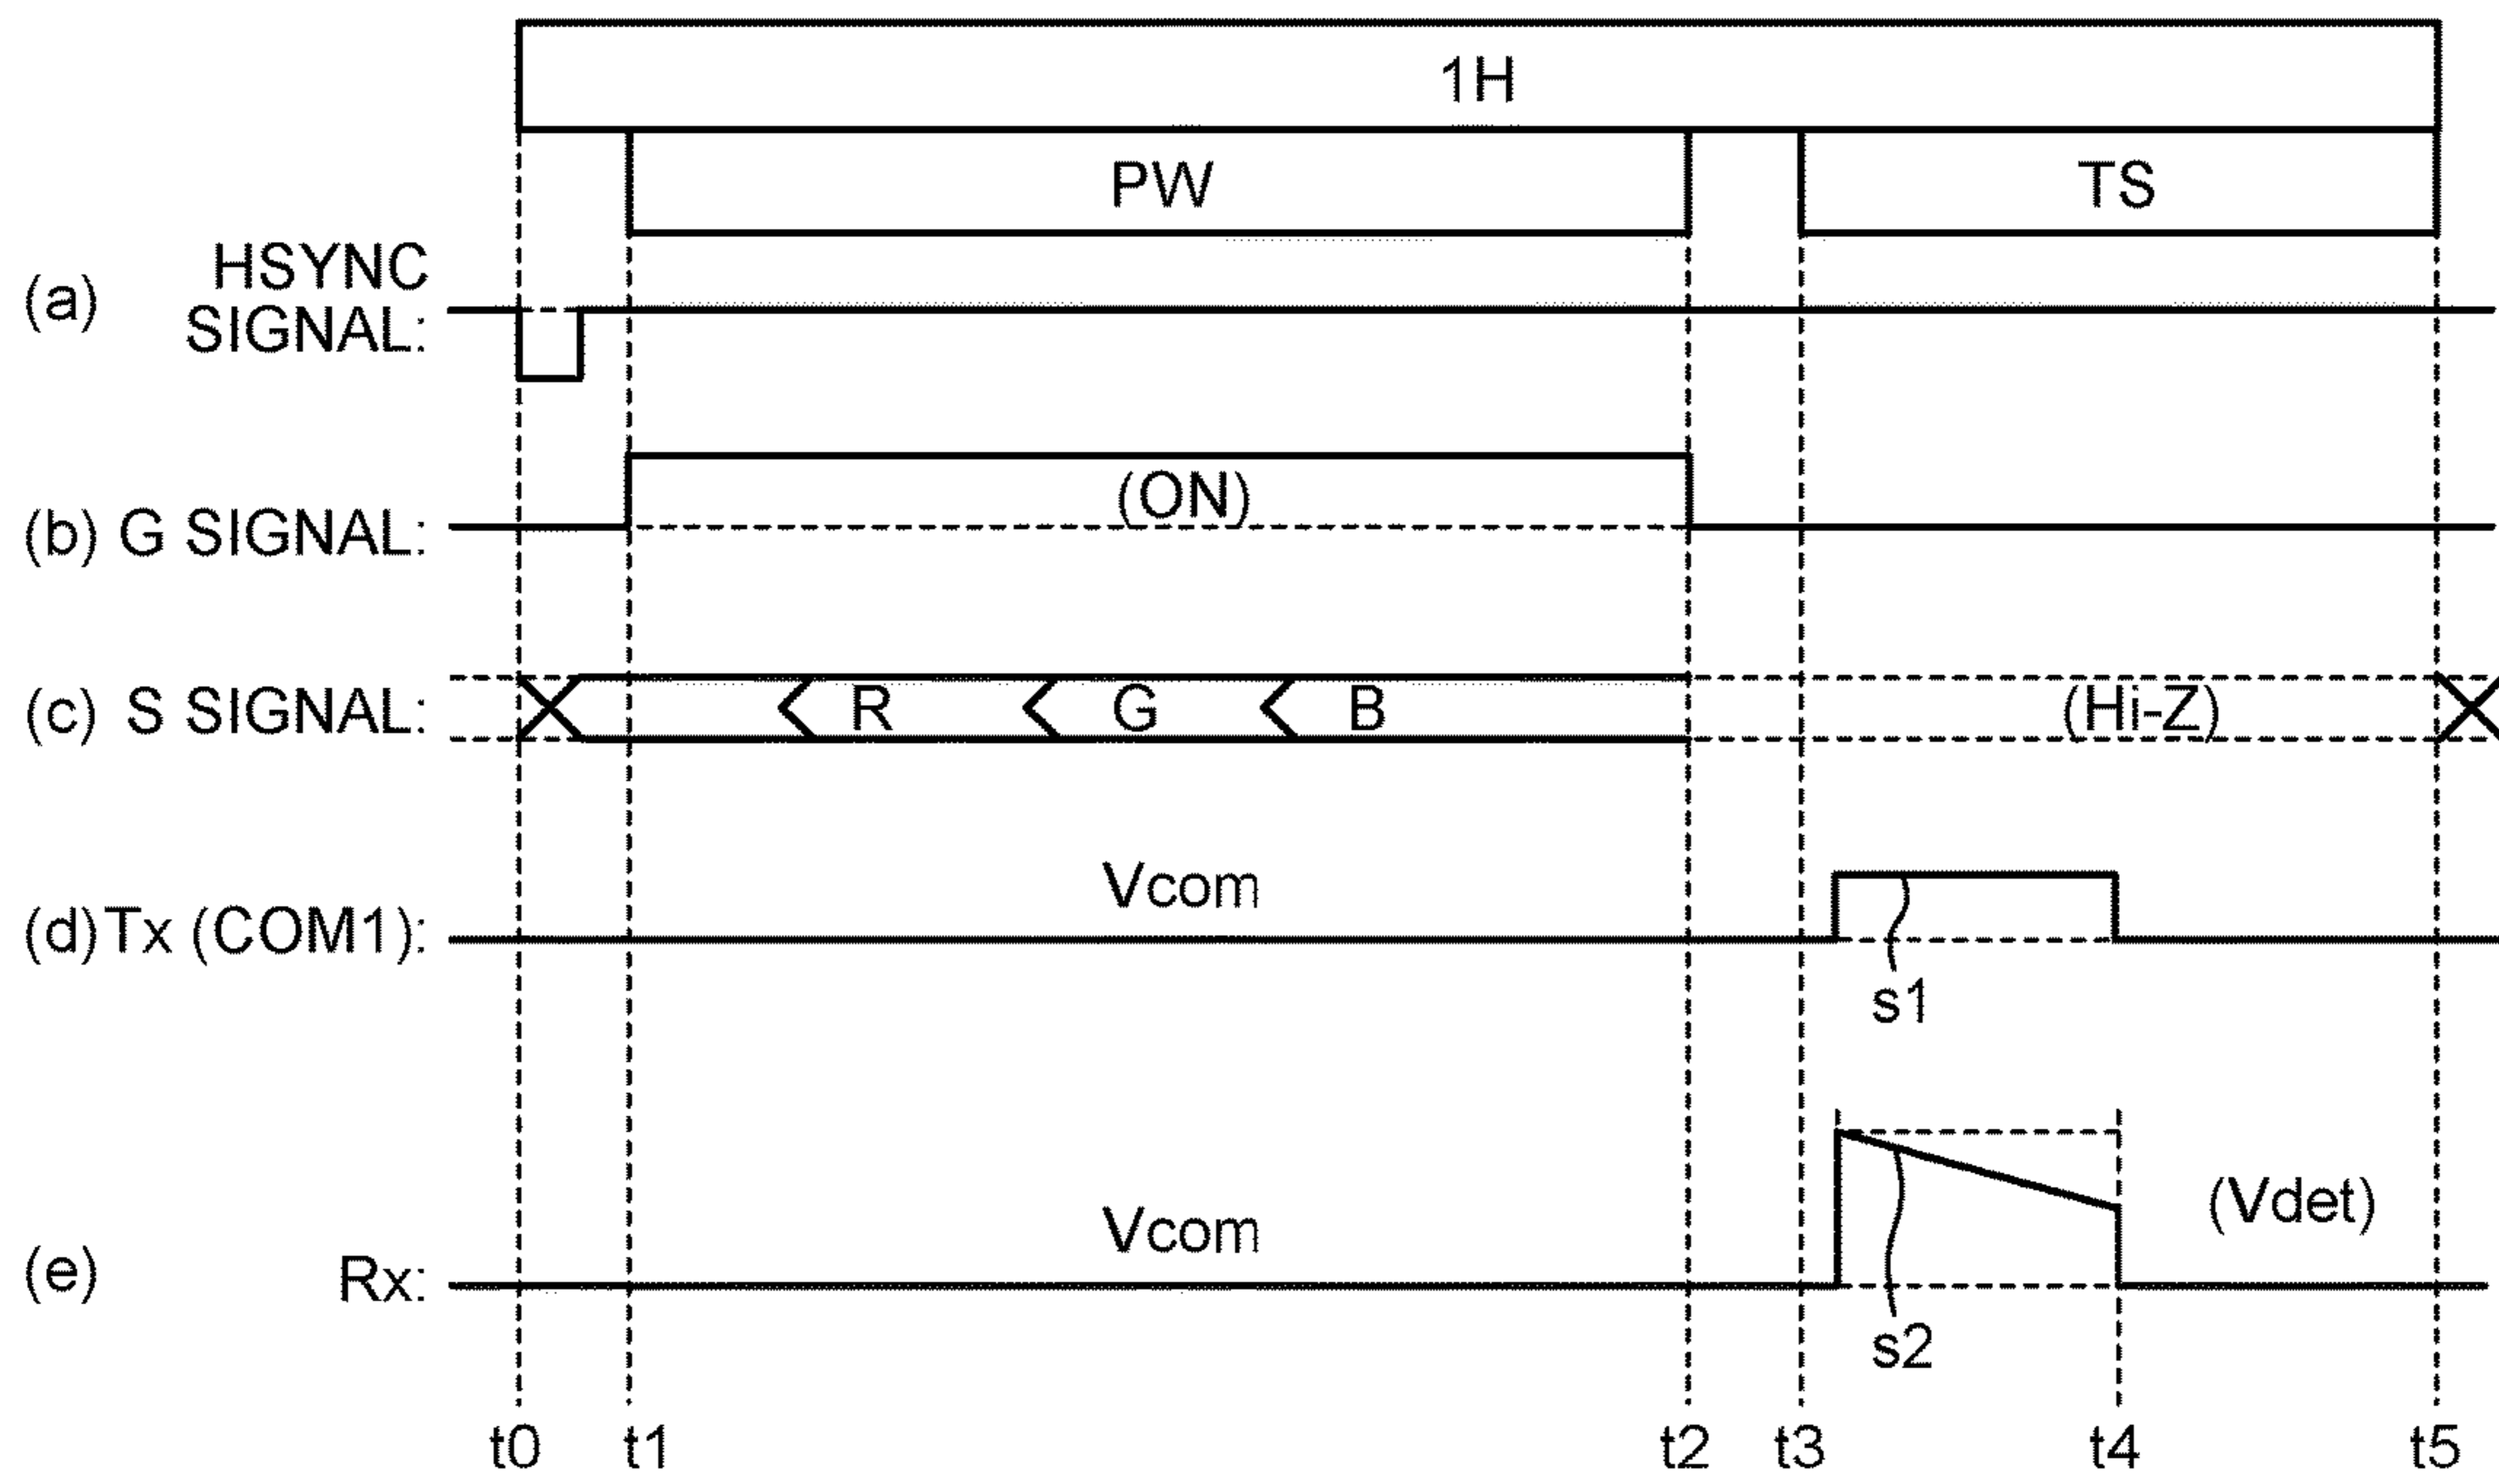 1H
PW TS
(a) HSYNC
SIGNAL:
(b) G SIGNAL: (ON)
(c) S SIGNAL: R G B (Hi-Z)
Vcom
(d) Tx (COM1):
s1
Vcom (Vdet)
(e) Rx:
s2
t0 t1 t2 t3 t4 t5